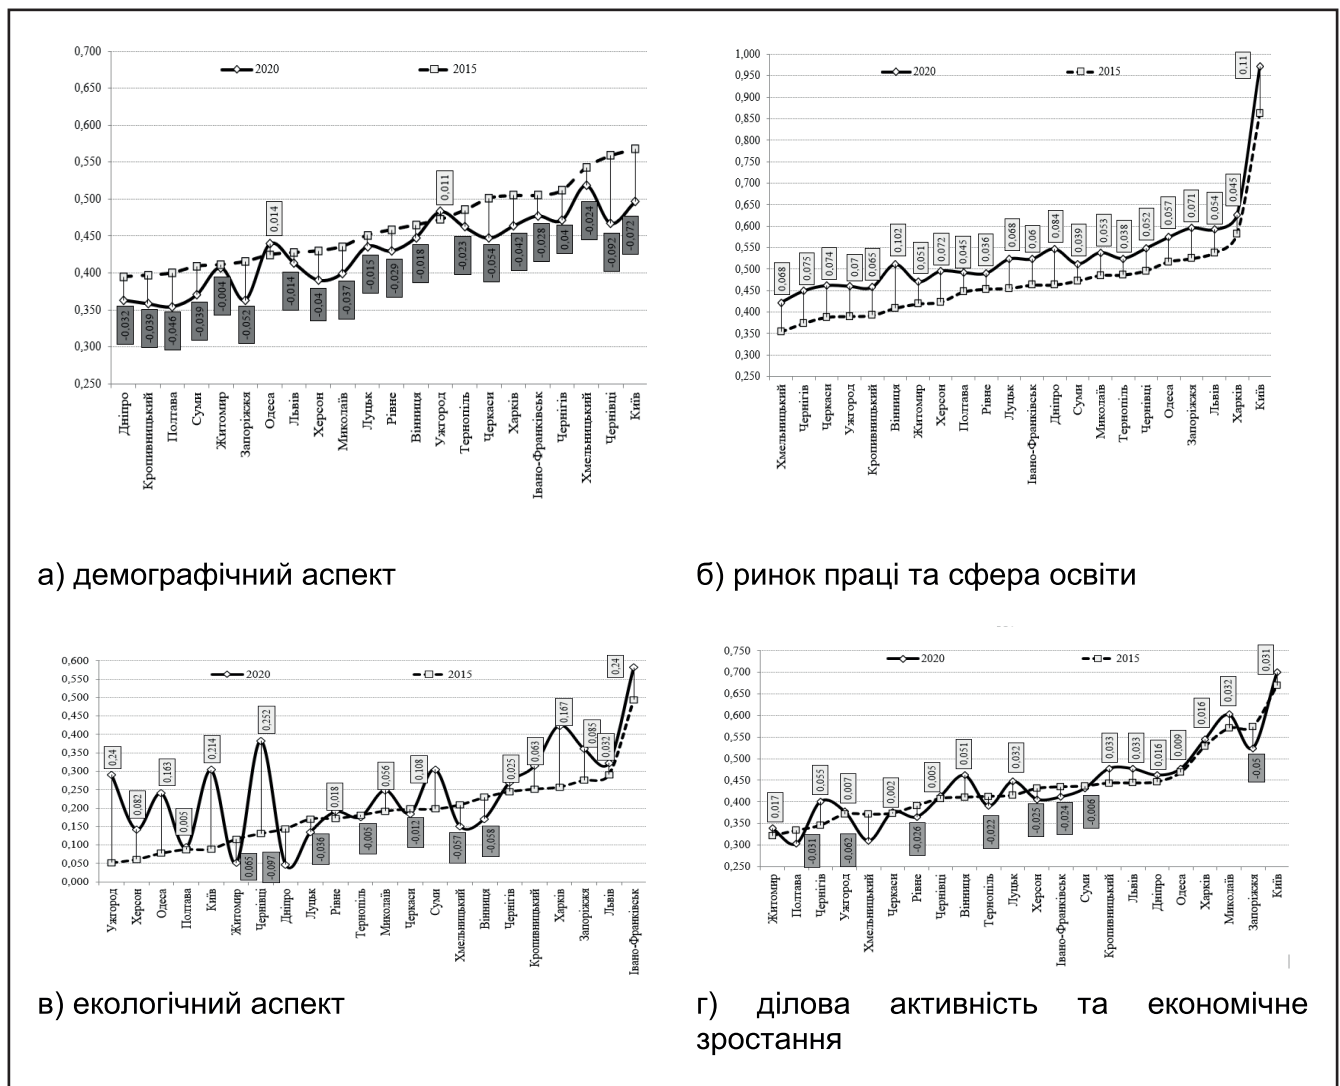 0,700
0,650
0,600
0,550
0,500
0,450
0,400
0,350
0,300
0,250
2020
2015
-0,032
-0,039
-0,046
-0,039
-0,004
-0,052
0,014
-0,014
-0,04
-0,037
-0,015
-0,029
-0,018
0,011
-0,023
-0,054
-0,042
-0,028
0,04
-0,024
-0,092
-0,072
Дніпро
Кропивницький
Полтава
Суми
Житомир
Запоріжжя
Одеса
Львів
Херсон
Миколаїв
Луцьк
Рівне
Вінниця
Ужгород
Тернопіль
Черкаси
Харків
Івано-Франківськ
Чернігів
Хмельницький
Чернівці
Київ
а) демографічний аспект
1,000
0,950
0,900
0,850
0,800
0,750
0,700
0,650
0,600
0,550
0,500
0,450
0,400
0,350
0,300
0,250
2020
2015
0,068
0,075
0,074
0,07
0,065
0,102
0,051
0,072
0,045
0,036
0,068
0,06
0,084
0,039
0,053
0,038
0,052
0,057
0,071
0,054
0,045
0,11
Хмельницький
Чернігів
Черкаси
Ужгород
Кропивницький
Вінниця
Житомир
Херсон
Полтава
Рівне
Луцьк
Івано-Франківськ
Дніпро
Суми
Миколаїв
Тернопіль
Чернівці
Одеса
Запоріжжя
Львів
Харків
Київ
б) ринок праці та сфера освіти
0,600
0,550
0,500
0,450
0,400
0,350
0,300
0,250
0,200
0,150
0,100
0,050
0,000
2020
2015
0,24
0,082
0,163
0,005
0,214
0,065
0,252
-0,097
-0,036
0,018
-0,005
0,056
-0,012
0,108
-0,057
-0,058
0,025
0,063
0,167
0,085
0,032
0,24
Ужгород
Херсон
Одеса
Полтава
Київ
Житомир
Чернівці
Дніпро
Луцьк
Рівне
Тернопіль
Миколаїв
Черкаси
Суми
Хмельницький
Вінниця
Чернігів
Кропивницький
Харків
Запоріжжя
Львів
Івано-Франківськ
в) екологічний аспект
0,750
0,700
0,650
0,600
0,550
0,500
0,450
0,400
0,350
0,300
0,250
2020
2015
0,017
-0,031
0,055
0,007
-0,062
0,002
-0,026
0,005
0,051
-0,022
0,032
-0,025
-0,024
-0,006
0,033
0,033
0,016
0,009
0,016
0,032
-0,05
0,031
Житомир
Полтава
Чернігів
Ужгород
Хмельницький
Черкаси
Рівне
Чернівці
Вінниця
Тернопіль
Луцьк
Херсон
Івано-Франківськ
Суми
Кропивницький
Львів
Дніпро
Одеса
Харків
Миколаїв
Запоріжжя
Київ
г) ділова активність та економічне
зростання